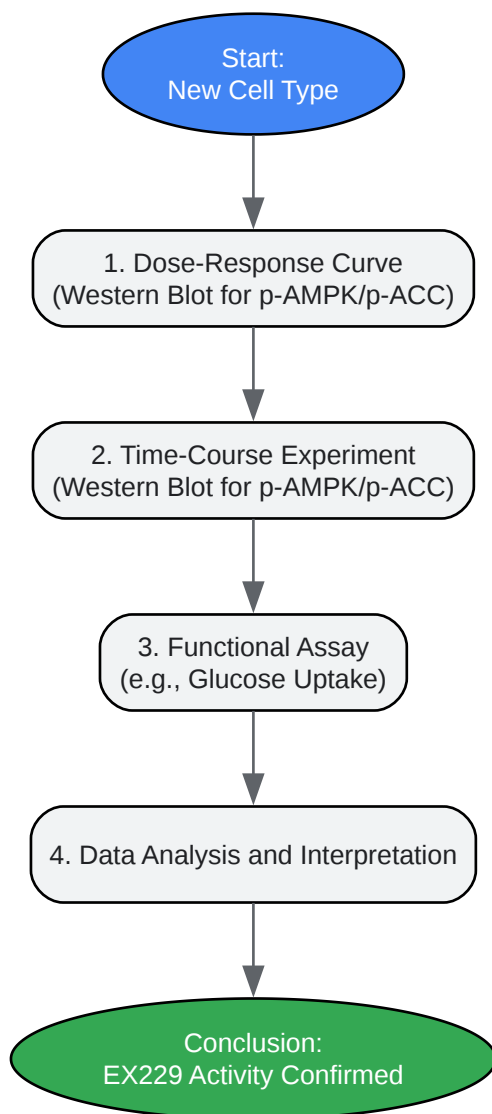 Start:
New Cell Type
1. Dose-Response Curve
(Western Blot for p-AMPK/p-ACC)
2. Time-Course Experiment
(Western Blot for p-AMPK/p-ACC)
3. Functional Assay
(e.g., Glucose Uptake)
4. Data Analysis and Interpretation
Conclusion:
EX229 Activity Confirmed